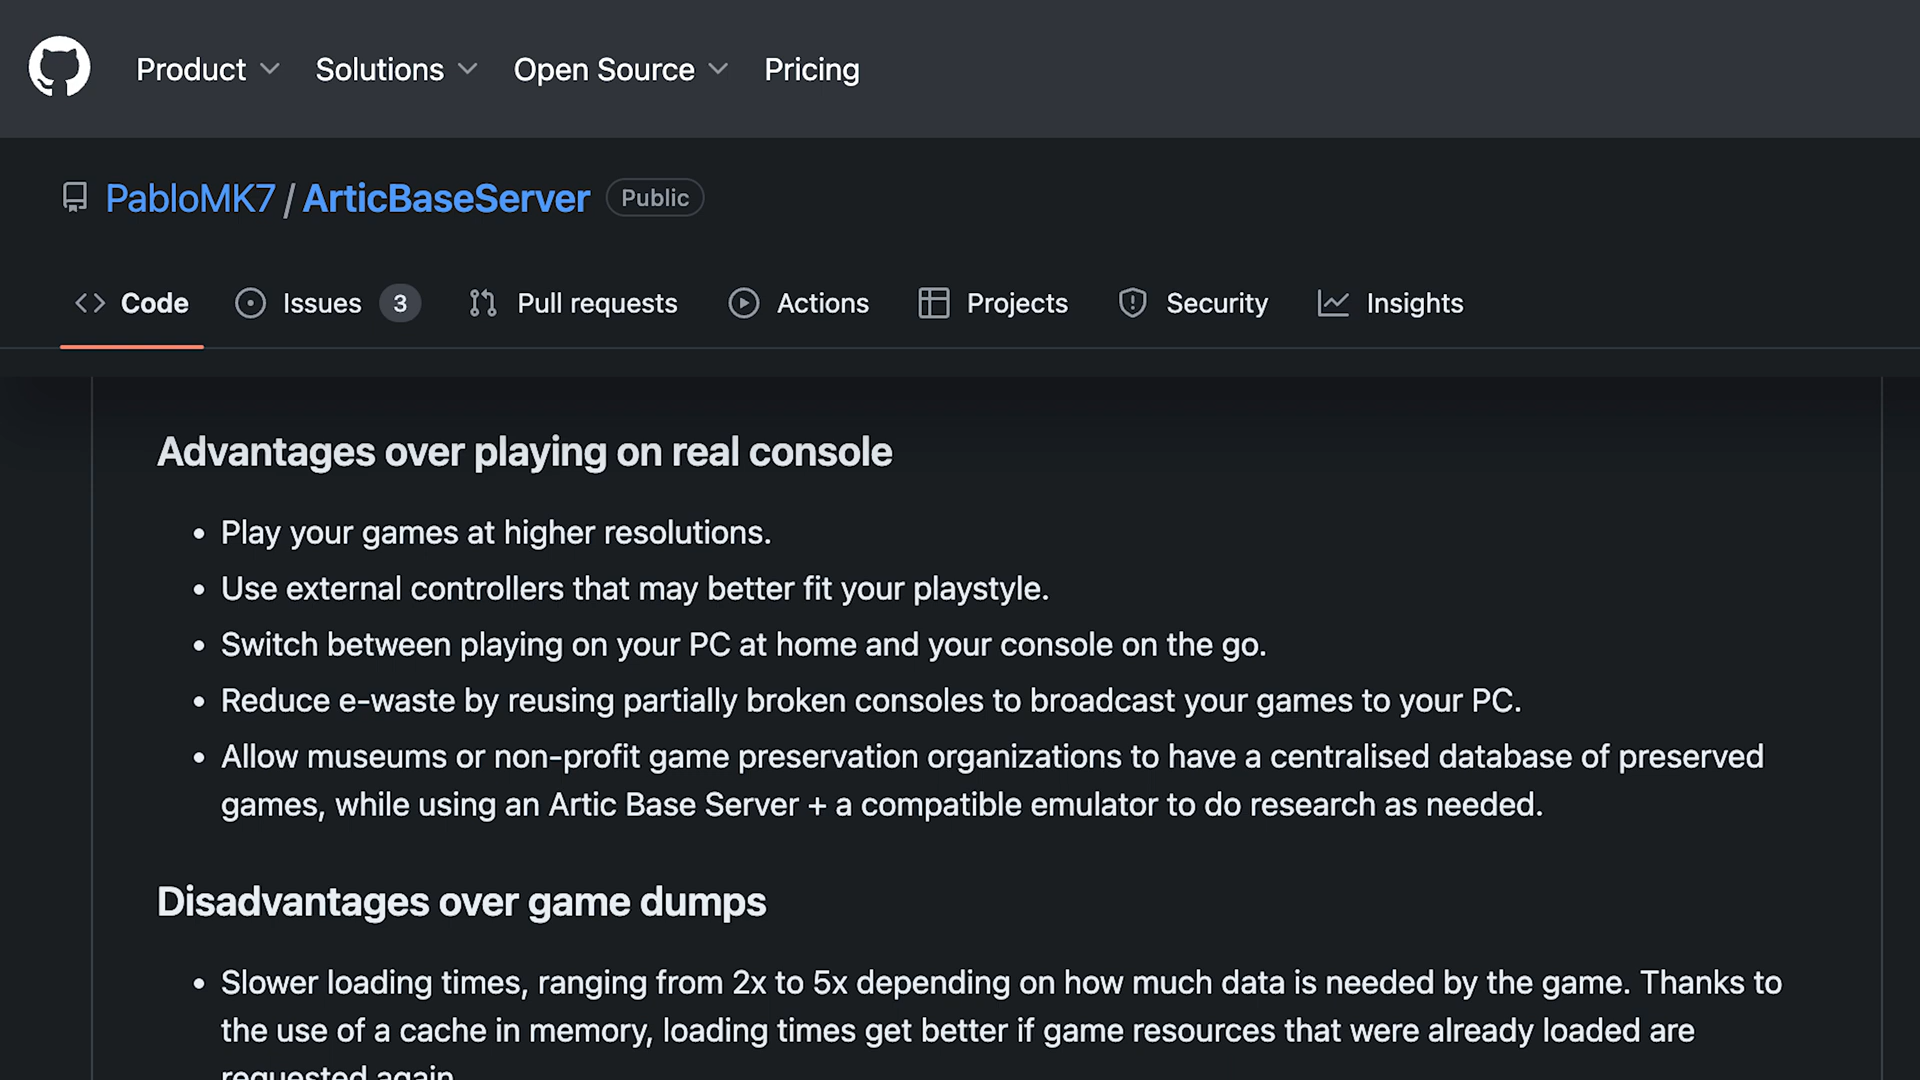 Product Solutions Open Source Pricing
PabloMK7 / ArticBaseServer Public
Code Issues 3 Pull requests Actions Projects Security Insights
Advantages over playing on real console
• Play your games at higher resolutions.
• Use external controllers that may better fit your playstyle.
• Switch between playing on your PC at home and your console on the go.
• Reduce e-waste by reusing partially broken consoles to broadcast your games to your PC.
• Allow museums or non-profit game preservation organizations to have a centralised database of preserved
games, while using an Artic Base Server + a compatible emulator to do research as needed.
Disadvantages over game dumps
• Slower loading times, ranging from 2x to 5x depending on how much data is needed by the game. Thanks to
the use of a cache in memory, loading times get better if game resources that were already loaded are
requested again.